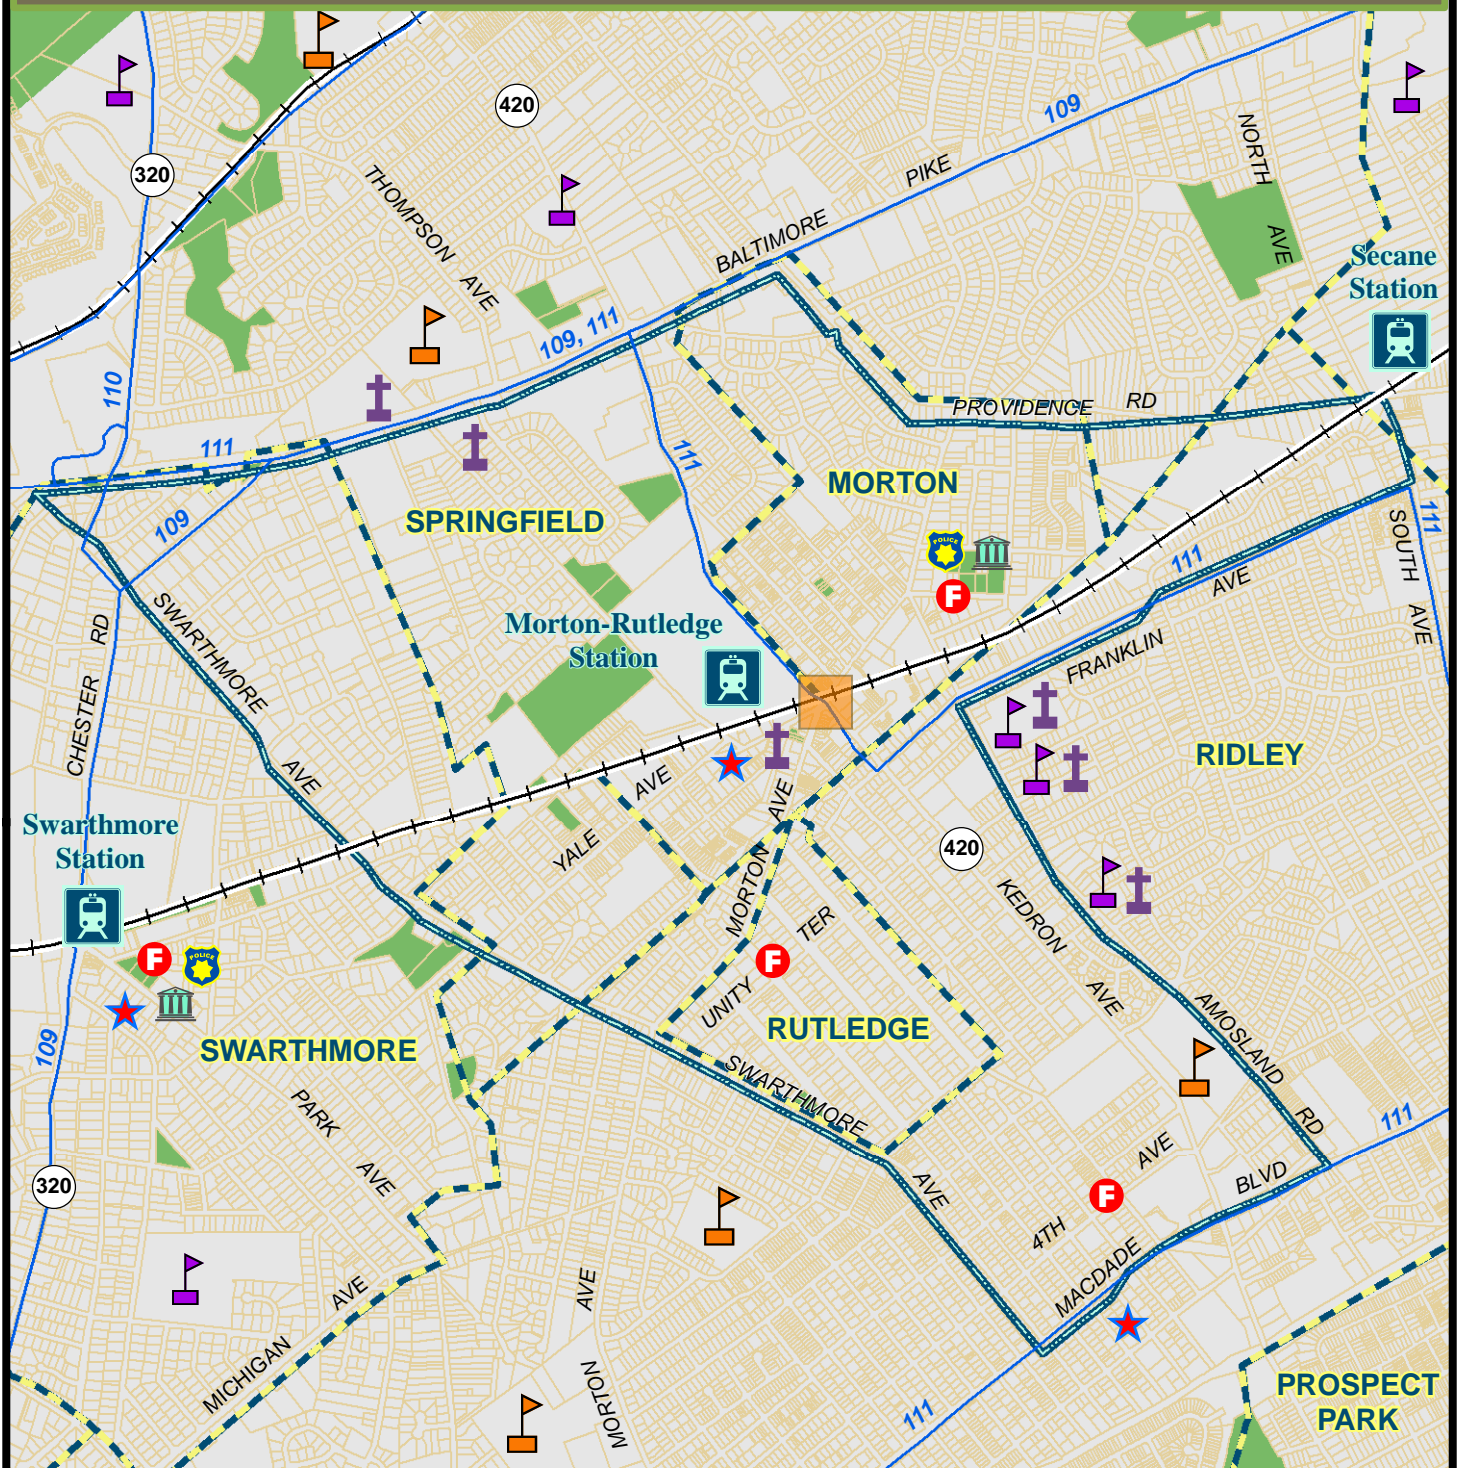 420
109
NORTH
320
THOMPSON
PIKE
BALTIMORE
AVE
AVE
Secane
Station
109, 111
110
PROVIDENCE
RD
111
111
MORTON
SPRINGFIELD
109
SOUTH
111
POLICE
111
AVE
SWARTHMORE
RD
Morton-Rutledge
Station
AVE
FRANKLIN
CHESTER
RIDLEY
AVE
AVE
AVE
Swarthmore
Station
YALE
420
MORTON
KEDRON
TER
F
POLICE
F
F
UNITY
AVE
AMOSLAND
RUTLEDGE
109
SWARTHMORE
SWARTHMORE
PARK
RD
111
AVE
AVE
320
AVE
F
BLVD
4TH
MACDADE
AVE
AVE
MICHIGAN
MORTON
111
PROSPECT
PARK